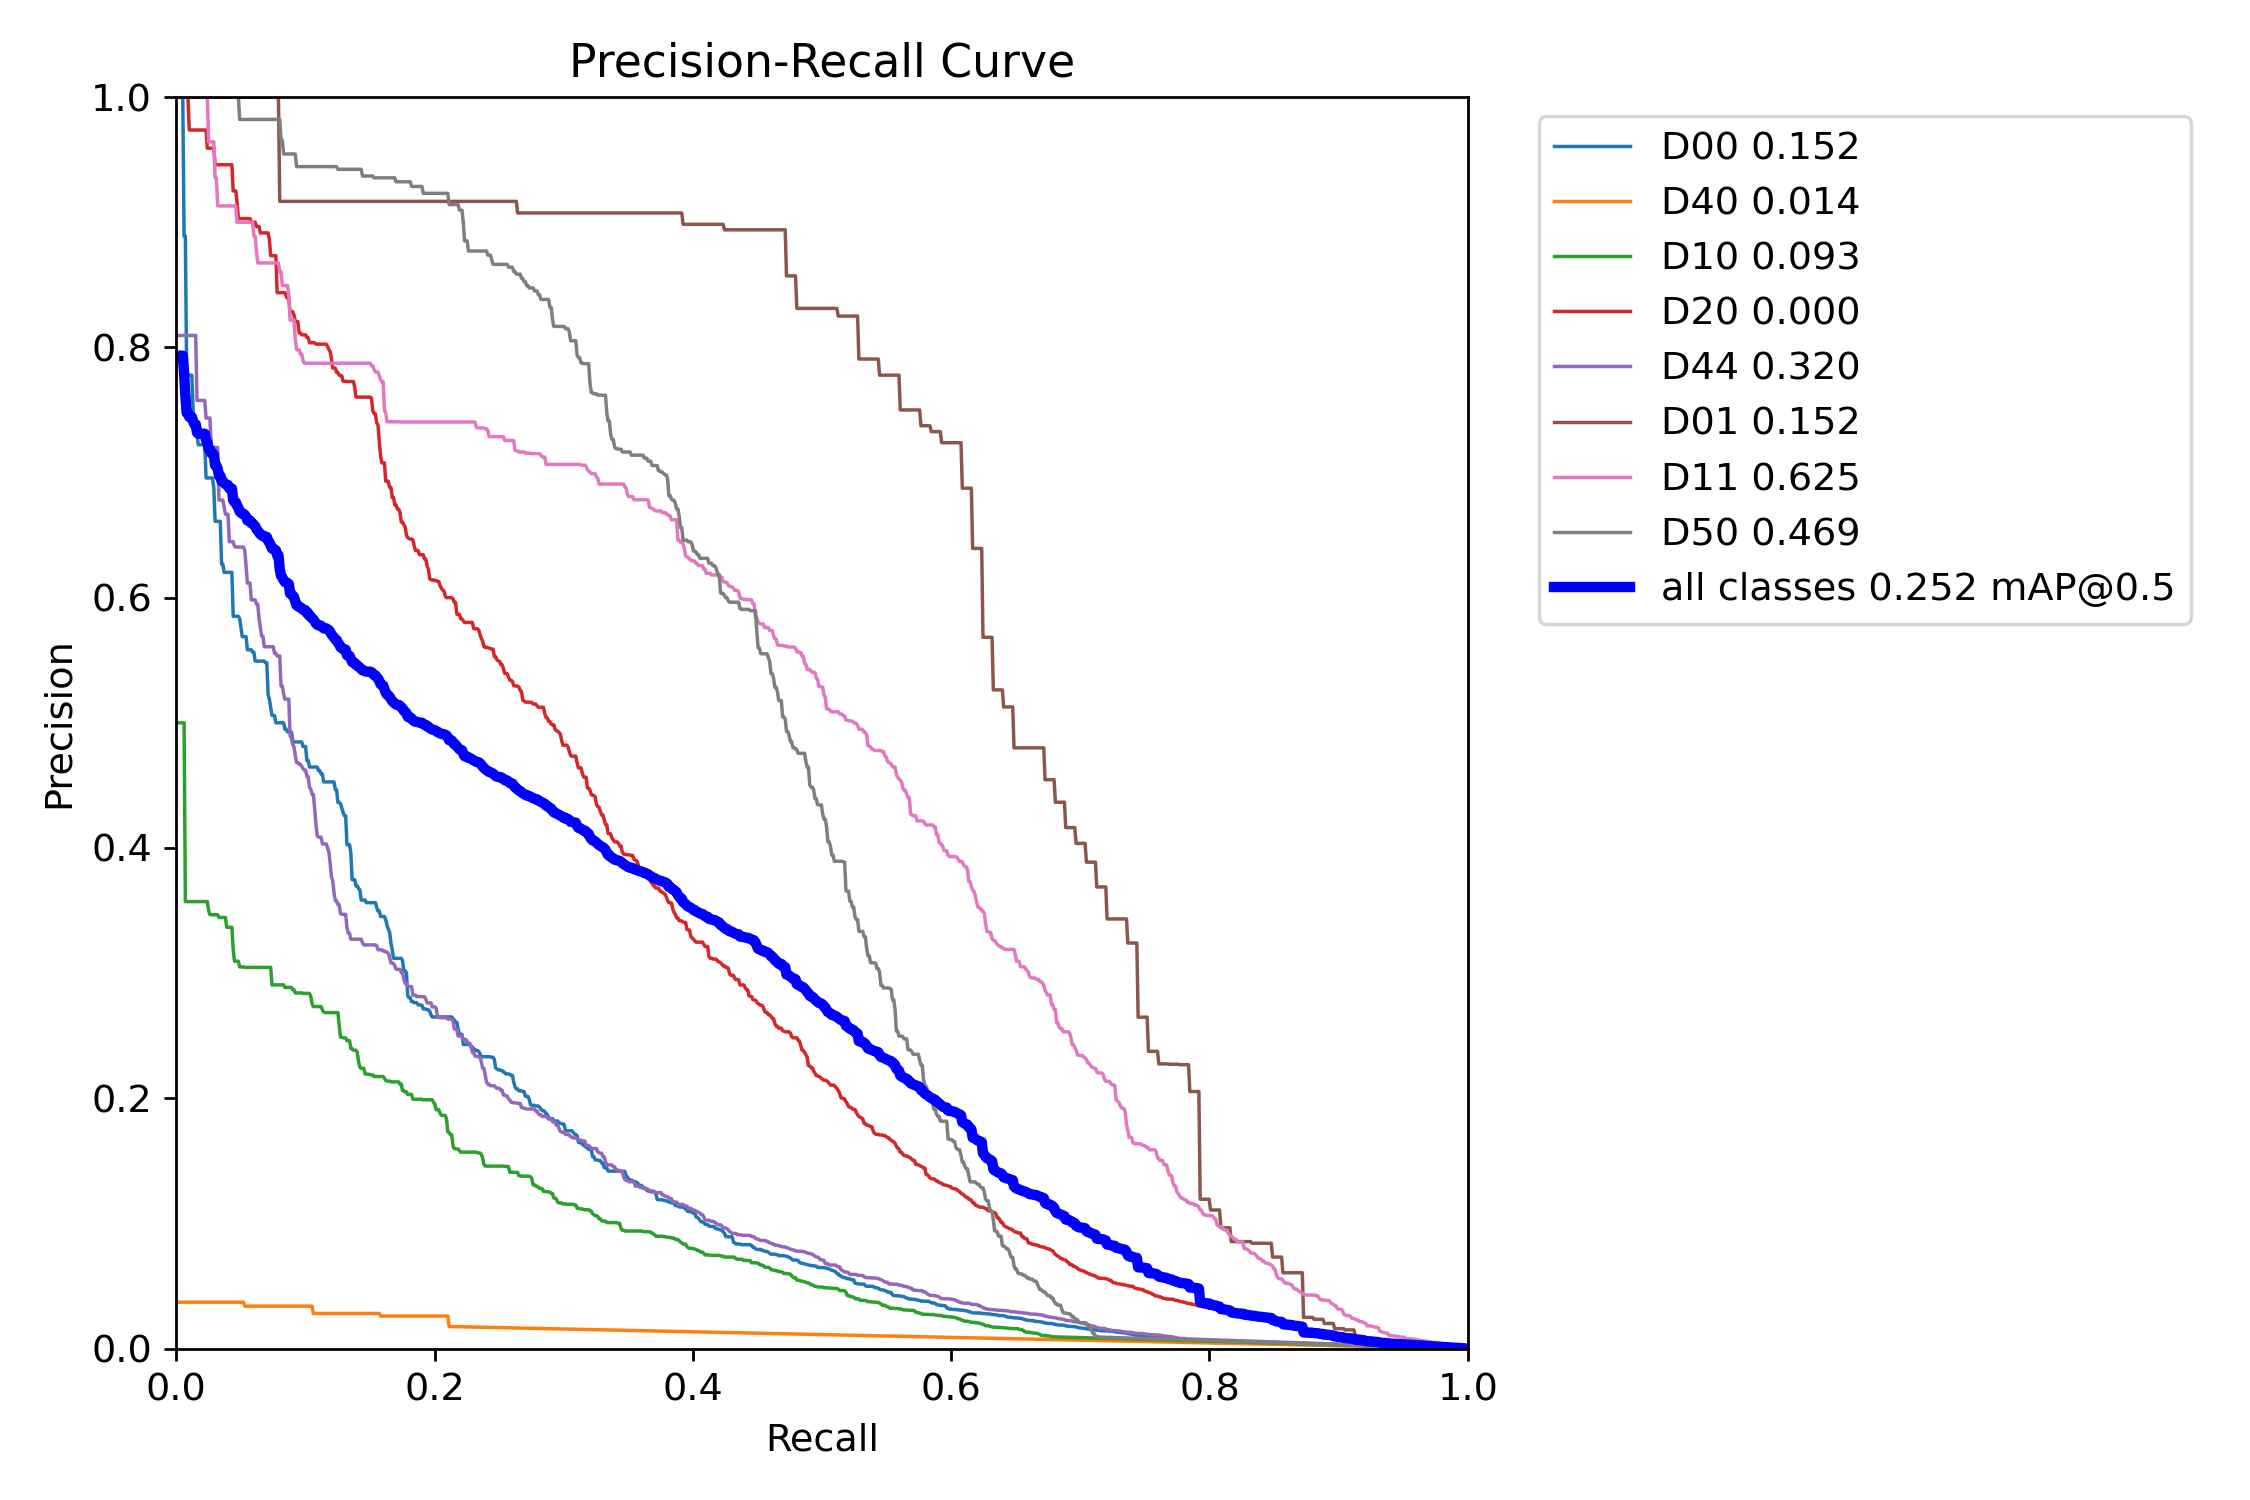 Precision-Recall Curve
1.0
0.8
0.6
0.4
0.2
0.0
Precision
0.0 0.2 0.4 0.6 0.8 1.0
Recall
D00 0.152
D40 0.014
D10 0.093
D20 0.000
D44 0.320
D01 0.152
D11 0.625
D50 0.469
all classes 0.252 mAP@0.5